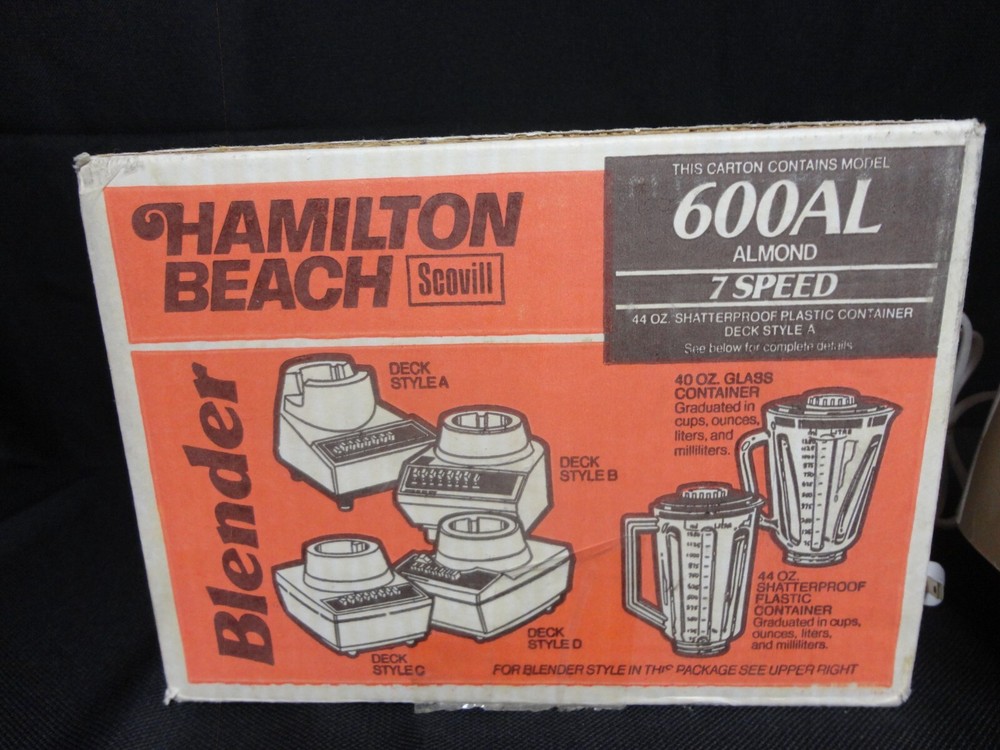 HAMILTON
BEACH Scovill
THIS CARTON CONTAINS MODEL
600AL
ALMOND
7 SPEED
44 OZ. SHATTERPROOF PLASTIC CONTAINER
DECK STYLE A
See below for complete details
Blender
DECK
STYLE A
DECK
STYLE B
DECK
STYLE C
DECK
STYLE D
40 OZ. GLASS
CONTAINER
Graduated in
cups, ounces,
liters, and
milliliters.
44 OZ.
SHATTERPROOF
PLASTIC
CONTAINER
Graduated in cups,
ounces, liters,
and milliliters.
FOR BLENDER STYLE IN THIS PACKAGE SEE UPPER RIGHT